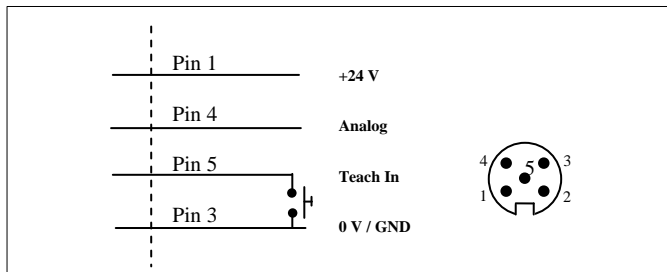 Pin 1
+24 V
Pin 4
Analog
Pin 5
Teach In
Pin 3
0 V / GND
4 5 3
1 2